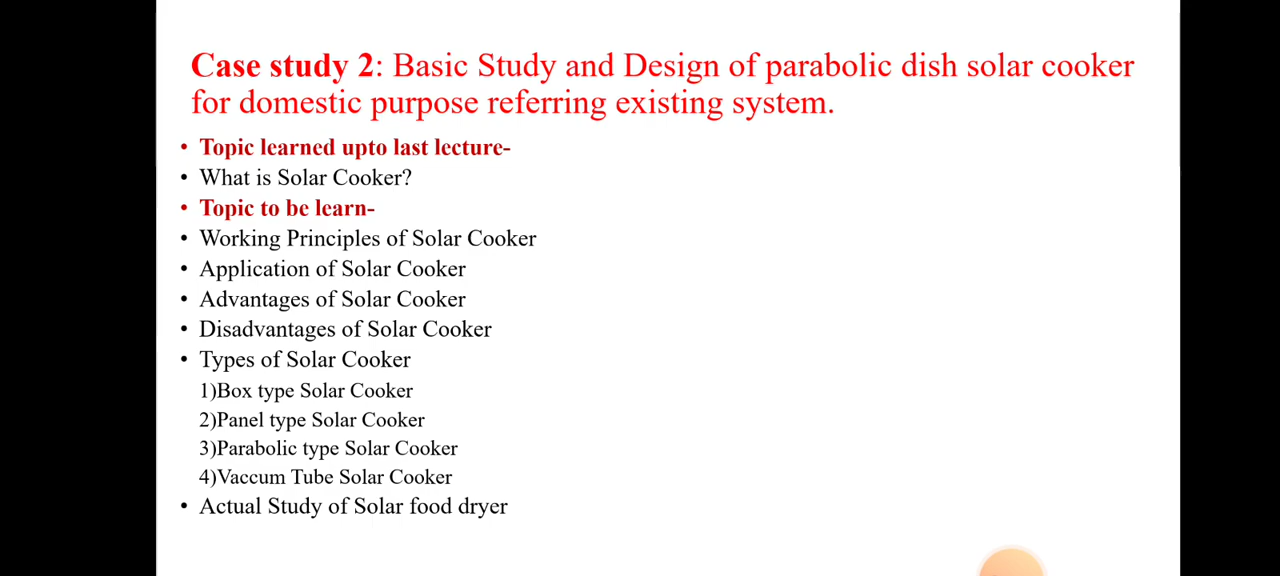 Case study 2: Basic Study and Design of parabolic dish solar cooker
for domestic purpose referring existing system.
• Topic learned upto last lecture-
• What is Solar Cooker?
• Topic to be learn-
• Working Principles of Solar Cooker
• Application of Solar Cooker
• Advantages of Solar Cooker
• Disadvantages of Solar Cooker
• Types of Solar Cooker
1)Box type Solar Cooker
2)Panel type Solar Cooker
3)Parabolic type Solar Cooker
4)Vaccum Tube Solar Cooker
• Actual Study of Solar food dryer